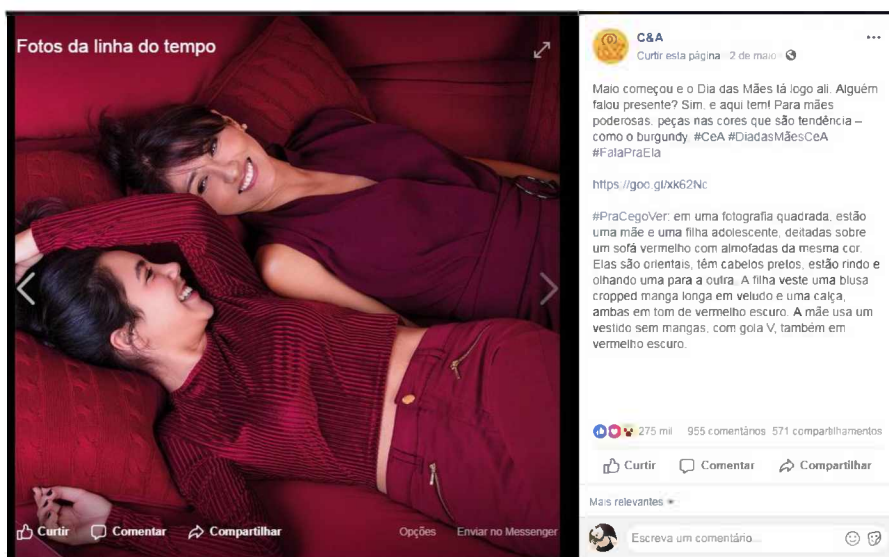 Fotos da linha do tempo
C&A
Curtir esta página · 2 de maio ·
Maio começou e o Dia das Mães tá logo ali. Alguém
falou presente? Sim, e aqui tem! Para mães
poderosas, peças nas cores que são tendência –
como o burgundy. #CeA #DiadasMãesCeA
#FalaPraEla
https://goo.gl/xk62Nc
#PraCegoVer: em uma fotografia quadrada, estão
uma mãe e uma filha adolescente, deitadas sobre
um sofá vermelho com almofadas da mesma cor.
Elas são orientais, têm cabelos pretos, estão rindo e
olhando uma para a outra. A filha veste uma blusa
cropped manga longa em veludo e uma calça,
ambas em tom de vermelho escuro. A mãe usa um
vestido sem mangas, com gola V, também em
vermelho escuro.
275 mil 955 comentários 571 compartilhamentos
Curtir Comentar Compartilhar
Mais relevantes
Escreva um comentário...
Curtir Comentar Compartilhar Opções Enviar no Messenger